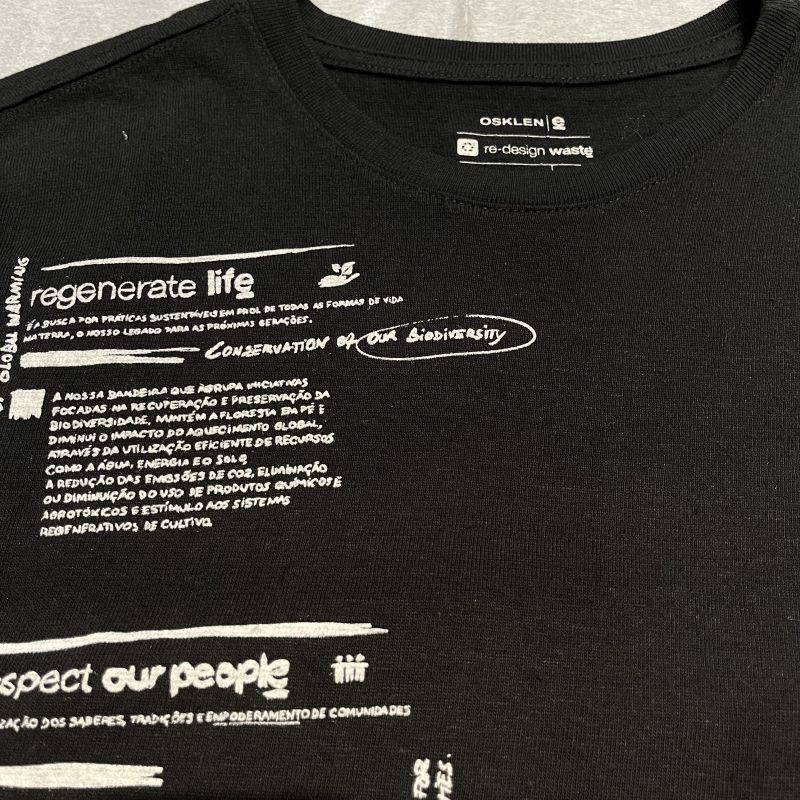 OSKLEN|e
re-design waste
GLOBAL WARMING
regenerate life
É A BUSCA POR PRÁTICAS SUSTENTÁVEIS EM PROL DE TODAS AS FORMAS DE VIDA
NA TERRA, O NOSSO LEGADO PARA AS PRÓXIMAS GERAÇÕES.
CONSERVATION OF OUR BIODIVERSITY
A NOSSA BANDEIRA QUE AGRUPA INICIATIVAS
FOCADAS NA RECUPERAÇÃO E PRESERVAÇÃO DA
BIODIVERSIDADE, MANTÉM A FLORESTA EM PÉ E
DIMINUI O IMPACTO DO AQUECIMENTO GLOBAL,
ATRAVÉS DA UTILIZAÇÃO EFICIENTE DE RECURSOS
COMO A ÁGUA, ENERGIA E O SOLO,
A REDUÇÃO DAS EMISSÕES DE CO2, ELIMINAÇÃO
OU DIMINUIÇÃO DO USO DE PRODUTOS QUÍMICOS E
AGROTÓXICOS E ESTÍMULO AOS SISTEMAS
REGENERATIVOS DE CULTIVO.
spect our people
ZAÇÃO DOS SABERES, TRADIÇÕES E EMPODERAMENTO DE COMUNIDADES
FOR
MES.